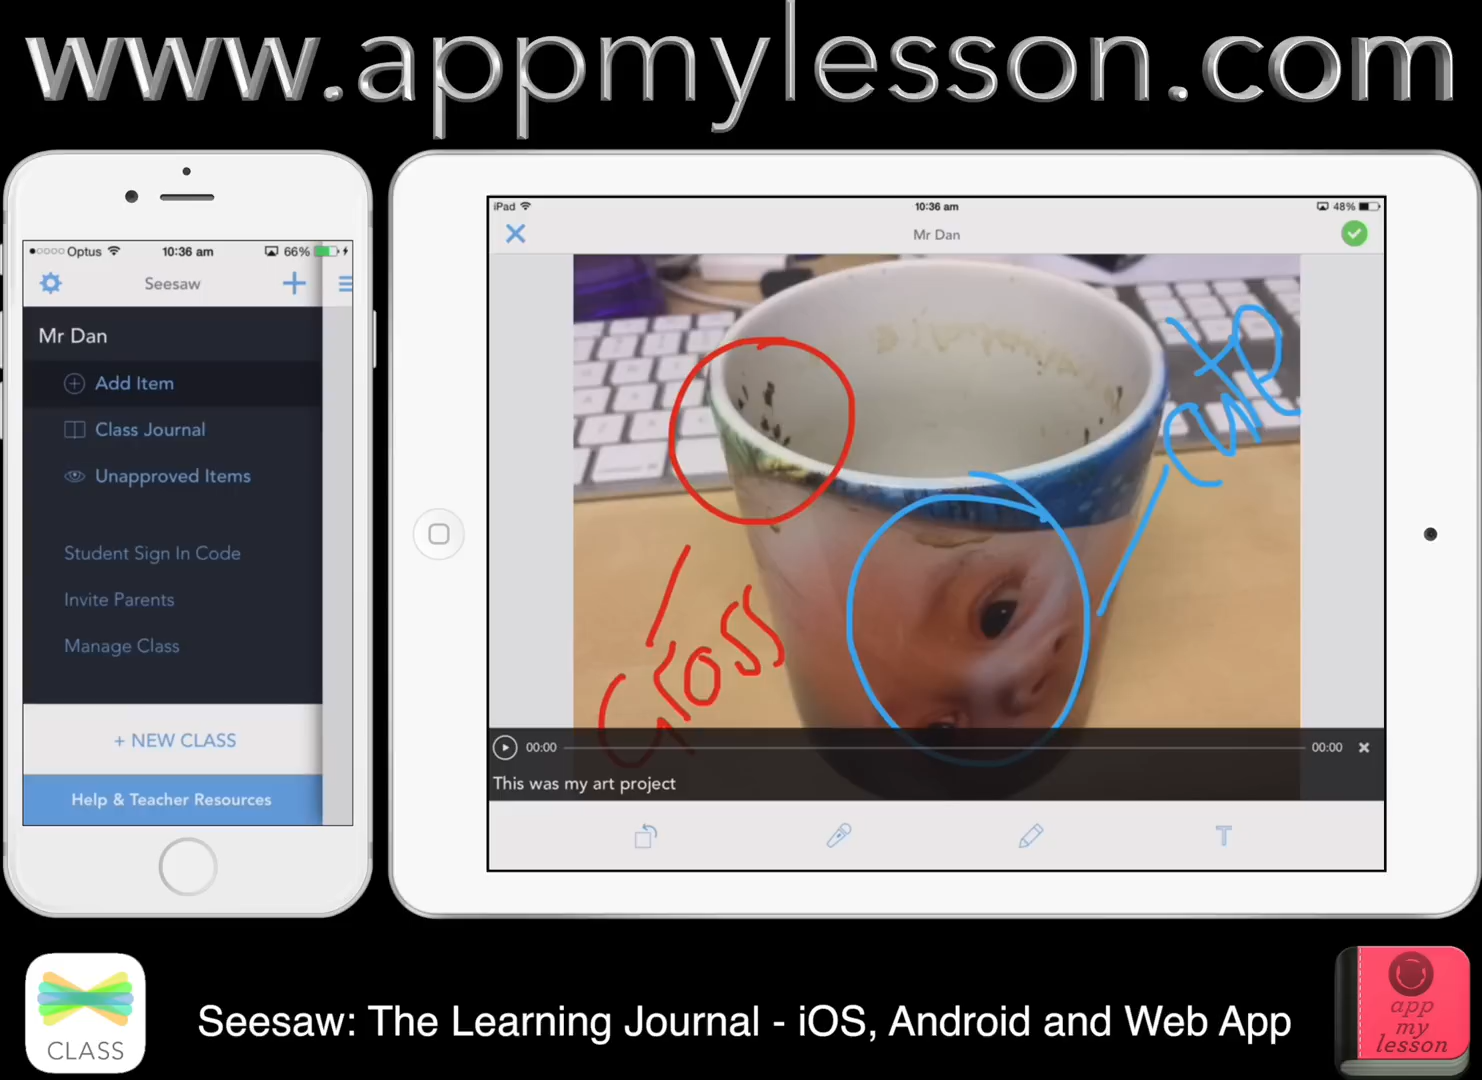 www.appmylesson.com
Optus
10:36 am
66%
Seesaw
Mr Dan
Add Item
Class Journal
Unapproved Items
Student Sign In Code
Invite Parents
Manage Class
+ NEW CLASS
Help & Teacher Resources
iPad
10:36 am
48%
Mr Dan
cute
Gross
00:00
00:00
This was my art project
T
CLASS
Seesaw: The Learning Journal - iOS, Android and Web App
app
my
lesson